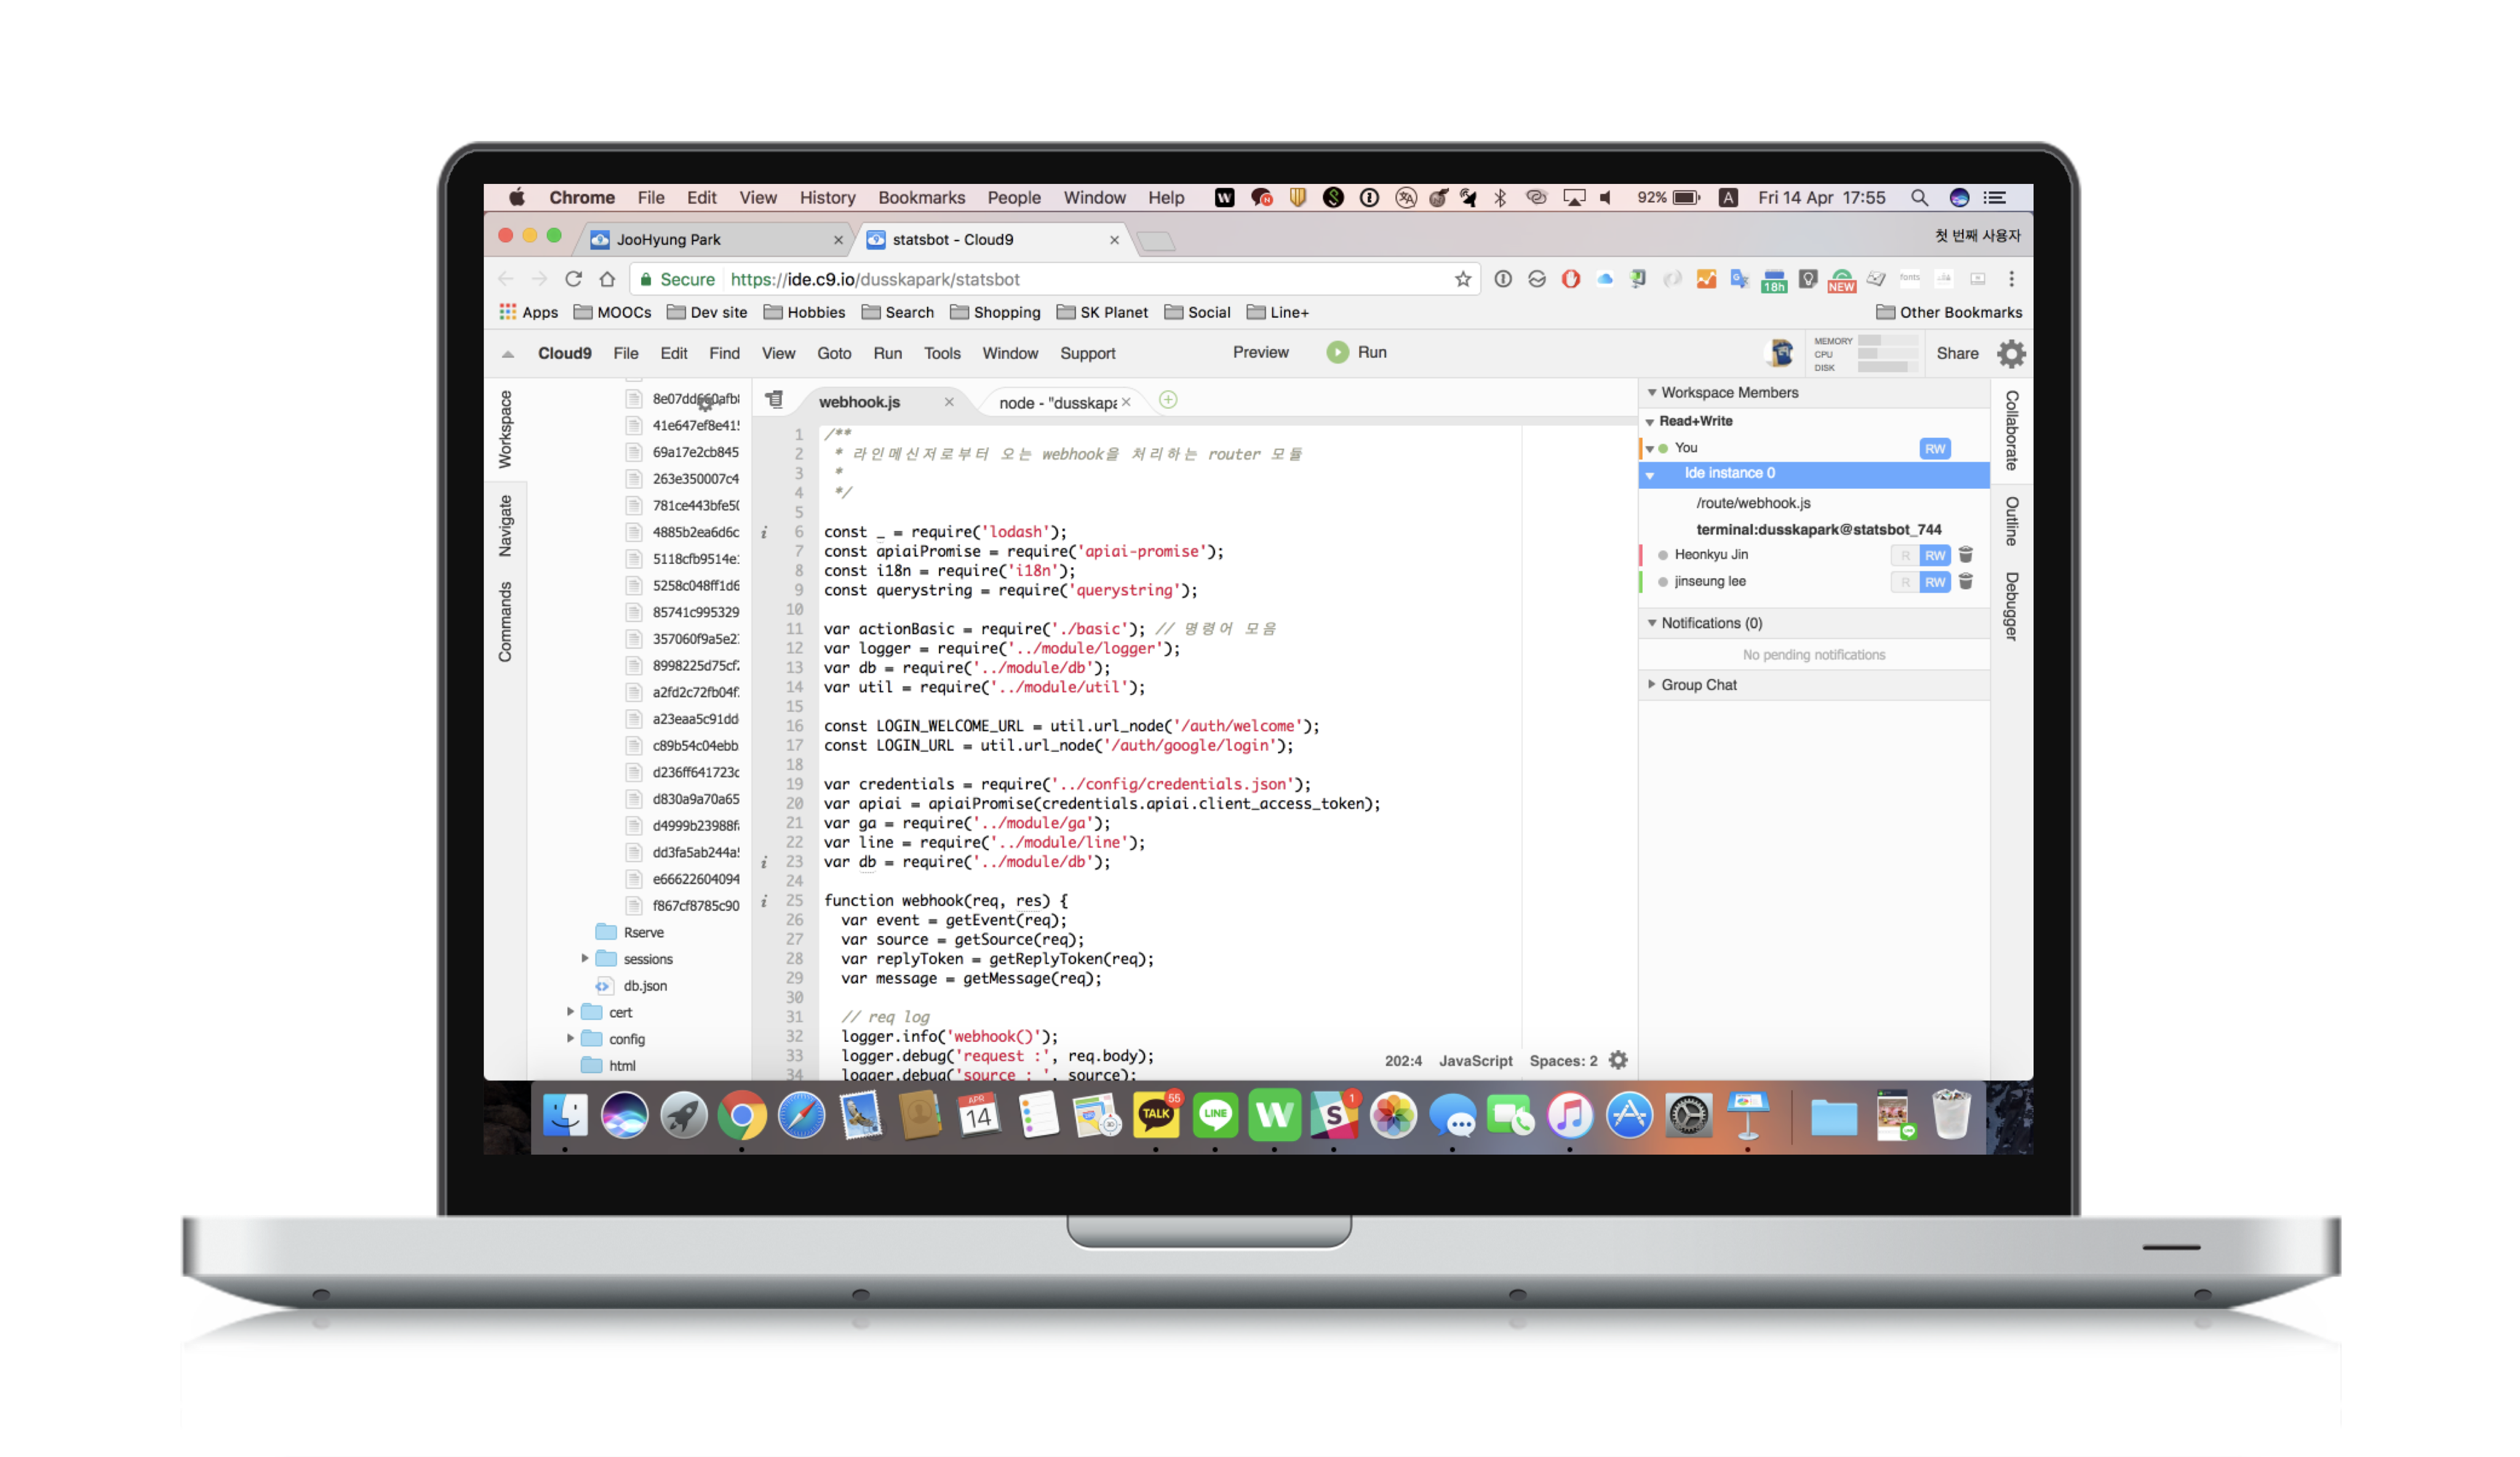 Chrome File Edit View History Bookmarks People Window Help 92% A Fri 14 Apr 17:55
JooHyung Park
statsbot - Cloud9
첫 번째 사용자
Secure https://ide.c9.io/dusskapark/statsbot
18h NEW fonts
Apps MOOCs Dev site Hobbies Search Shopping SK Planet Social Line+ Other Bookmarks
Cloud9 File Edit Find View Goto Run Tools Window Support Preview Run
MEMORY
CPU
DISK
Share
Workspace
Navigate
Commands
41e647ef8e41
69a17e2cb845
263e350007c4
781ce443bfe50
4885b2ea6d6c
5118cfb9514e
5258c048ff1d6
85741c995329
357060f9a5e2
8998225d75cf
a2fd2c72fb04f
a23eaa5c91dd
c89b54c04ebb
d236ff641723c
d830a9a70a65
d4999b23988f
dd3fa5ab244a
e66622604094
f867cf8785c90
Rserve
sessions
db.json
cert
config
html
webhook.js
node - "dusskapa
1 /**
2 * 라인메신저로부터 오는 webhook을 처리하는 router 모듈
3 *
4 */
5
6 const _ = require('lodash');
7 const apiaiPromise = require('apiai-promise');
8 const i18n = require('i18n');
9 const querystring = require('querystring');
10
11 var actionBasic = require('./basic'); // 명령어 모음
12 var logger = require('../module/logger');
13 var db = require('../module/db');
14 var util = require('../module/util');
15
16 const LOGIN_WELCOME_URL = util.url_node('/auth/welcome');
17 const LOGIN_URL = util.url_node('/auth/google/login');
18
19 var credentials = require('../config/credentials.json');
20 var apiai = apiaiPromise(credentials.apiai.client_access_token);
21 var ga = require('../module/ga');
22 var line = require('../module/line');
23 var db = require('../module/db');
24
25 function webhook(req, res) {
26 var event = getEvent(req);
27 var source = getSource(req);
28 var replyToken = getReplyToken(req);
29 var message = getMessage(req);
30
31 // req log
32 logger.info('webhook()');
33 logger.debug('request :', req.body);
34 logger.debug('source : ', source);
202:4 JavaScript Spaces: 2
Workspace Members
Read+Write
You RW
Ide instance 0
/route/webhook.js
terminal:dusskapark@statsbot_744
Heonkyu Jin R RW
jinseung lee R RW
Notifications (0)
No pending notifications
Group Chat
Collaborate
Outline
Debugger
APR
14
TALK
55
LINE
W
S
1